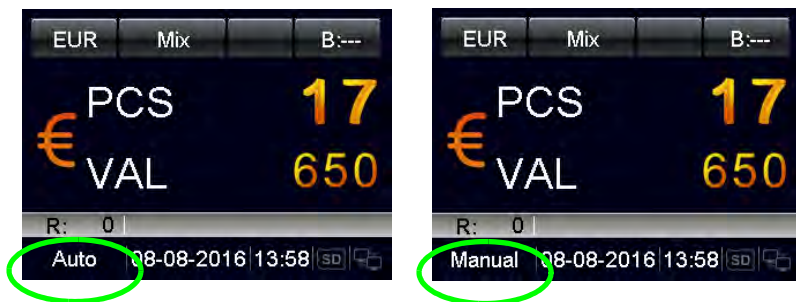 EUR Mix B:---
€ PCS 17
VAL 650
R: 0
Auto 08-08-2016 13:58 SD
EUR Mix B:---
€ PCS 17
VAL 650
R: 0
Manual 08-08-2016 13:58 SD